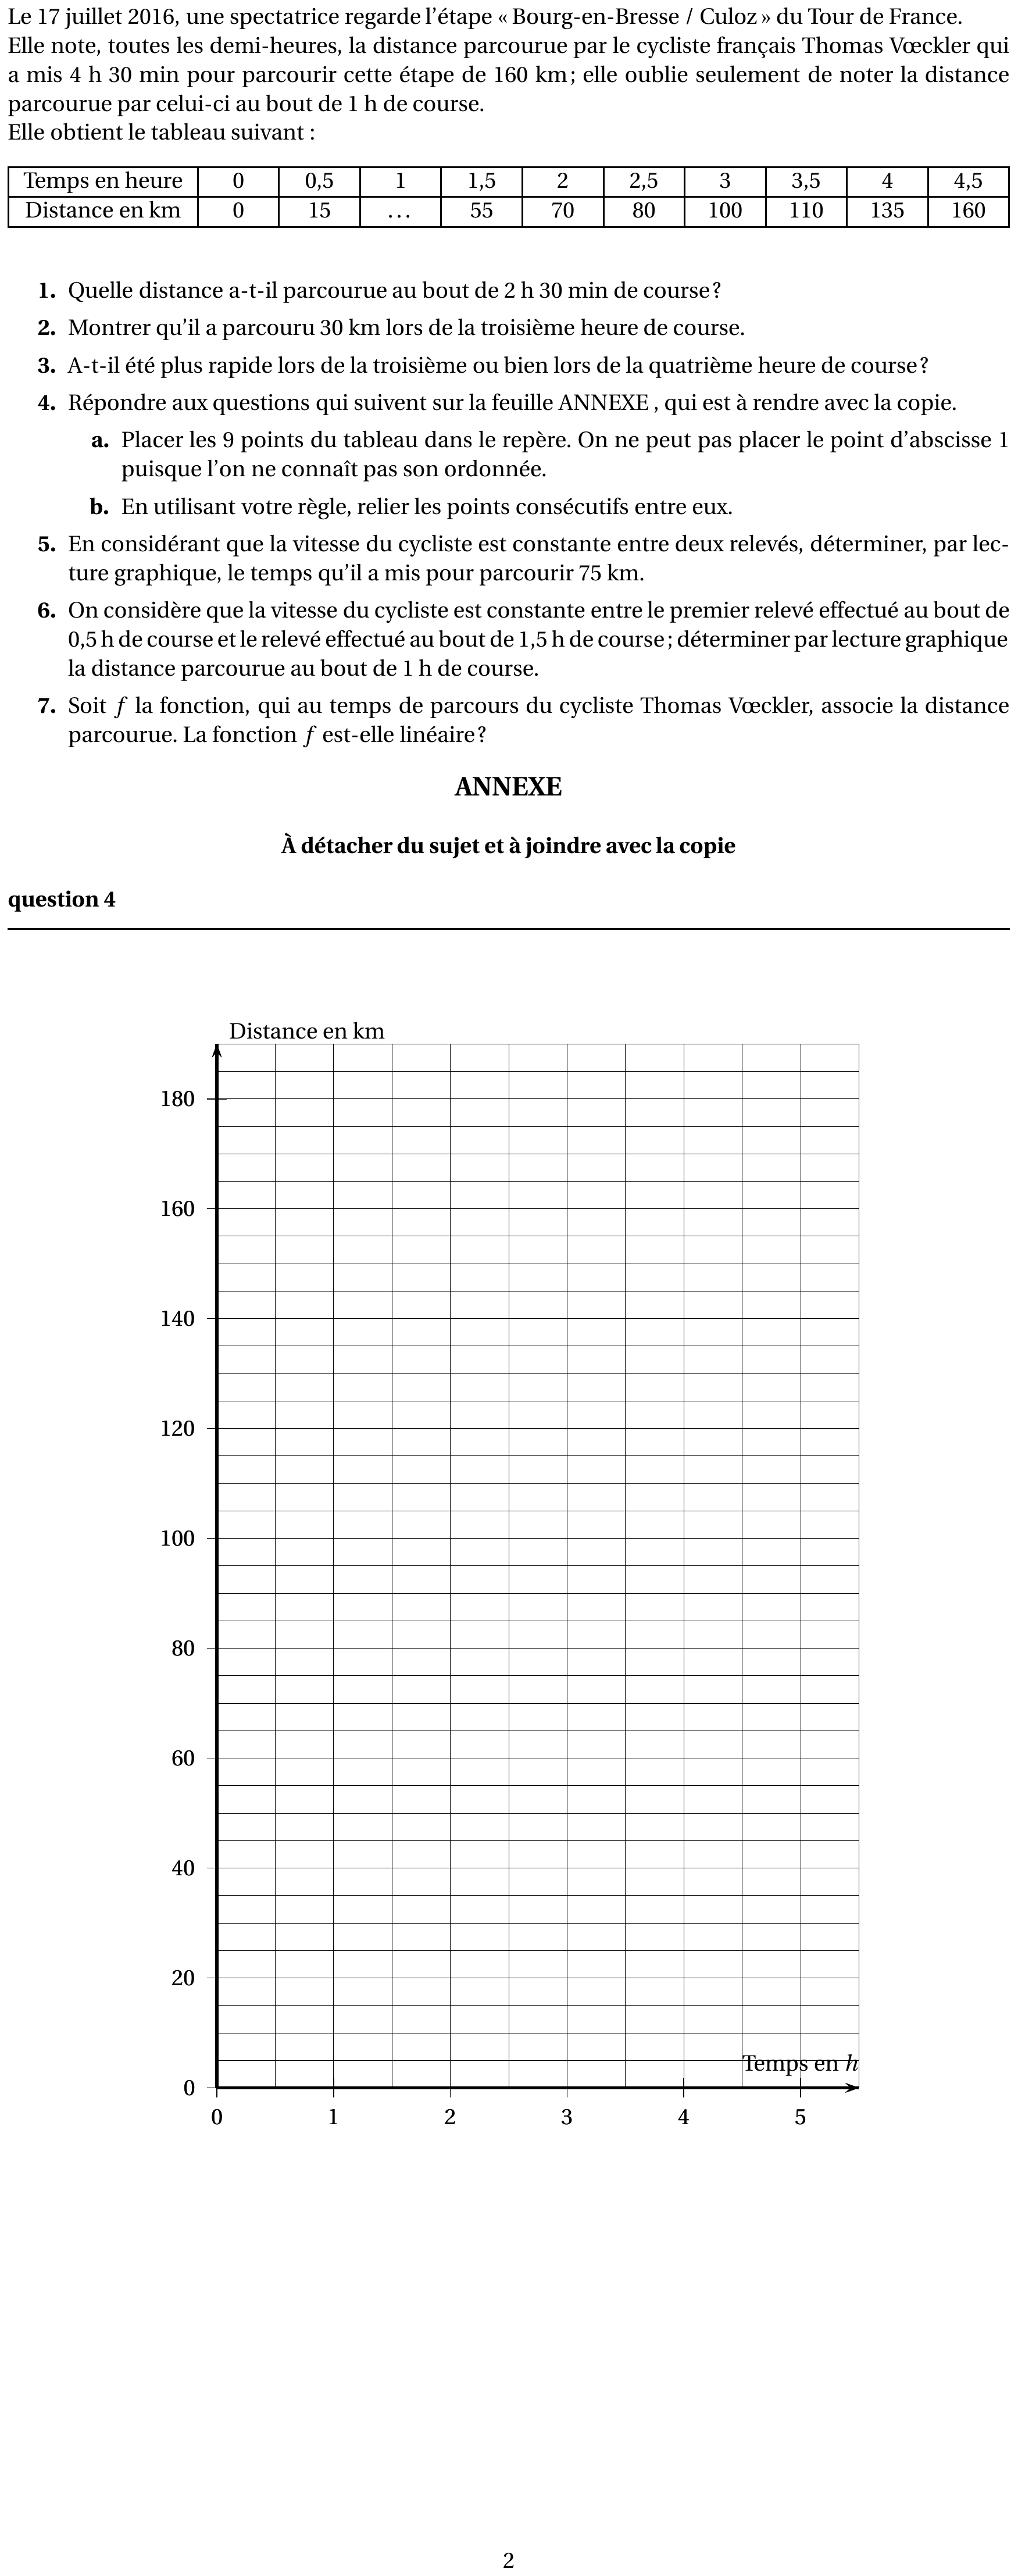 Le 17 juillet 2016, une spectatrice regarde l'étape « Bourg-en-Bresse / Culoz » du Tour de France.
Elle note, toutes les demi-heures, la distance parcourue par le cycliste français Thomas Vœckler qui
a mis 4 h 30 min pour parcourir cette étape de 160 km ; elle oublie seulement de noter la distance
parcourue par celui-ci au bout de 1 h de course.
Elle obtient le tableau suivant :
Temps en heure 0 0,5 1 1,5 2 2,5 3 3,5 4 4,5
Distance en km 0 15 ... 55 70 80 100 110 135 160
1. Quelle distance a-t-il parcourue au bout de 2 h 30 min de course ?
2. Montrer qu'il a parcouru 30 km lors de la troisième heure de course.
3. A-t-il été plus rapide lors de la troisième ou bien lors de la quatrième heure de course ?
4. Répondre aux questions qui suivent sur la feuille ANNEXE , qui est à rendre avec la copie.
a. Placer les 9 points du tableau dans le repère. On ne peut pas placer le point d'abscisse 1
puisque l'on ne connaît pas son ordonnée.
b. En utilisant votre règle, relier les points consécutifs entre eux.
5. En considérant que la vitesse du cycliste est constante entre deux relevés, déterminer, par lec-
ture graphique, le temps qu'il a mis pour parcourir 75 km.
6. On considère que la vitesse du cycliste est constante entre le premier relevé effectué au bout de
0,5 h de course et le relevé effectué au bout de 1,5 h de course ; déterminer par lecture graphique
la distance parcourue au bout de 1 h de course.
7. Soit f la fonction, qui au temps de parcours du cycliste Thomas Vœckler, associe la distance
parcourue. La fonction f est-elle linéaire ?
ANNEXE
À détacher du sujet et à joindre avec la copie
question 4
Distance en km
180
160
140
120
100
80
60
40
20
Temps en h
0
0 1 2 3 4 5
2